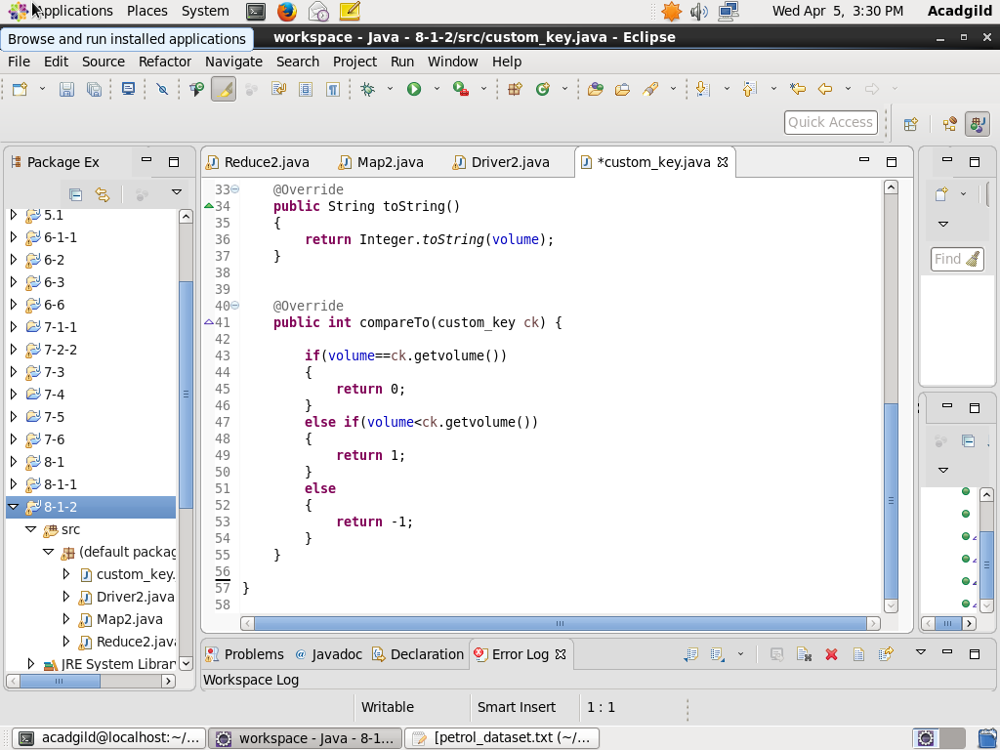 Applications Places System Wed Apr 5, 3:30 PM Acadgild
Browse and run installed applications
workspace - Java - 8-1-2/src/custom_key.java - Eclipse
File Edit Source Refactor Navigate Search Project Run Window Help
Quick Access
Package Ex
Reduce2.java Map2.java Driver2.java *custom_key.java
5.1
6-1-1
6-2
6-3
6-6
7-1-1
7-2-2
7-3
7-4
7-5
7-6
8-1
8-1-1
8-1-2
src
(default packag
custom_key.
Driver2.java
Map2.java
Reduce2.java
JRE System Librar
33 @Override
34 public String toString()
35 {
36 return Integer.toString(volume);
37 }
38
39
40 @Override
41 public int compareTo(custom_key ck) {
42
43 if(volume==ck.getvolume())
44 {
45 return 0;
46 }
47 else if(volume<ck.getvolume())
48 {
49 return 1;
50 }
51 else
52 {
53 return -1;
54 }
55 }
56
57 }
58
Find
Problems @ Javadoc Declaration Error Log
Workspace Log
Writable Smart Insert 1 : 1
acadgild@localhost:~/... workspace - Java - 8-1... [petrol_dataset.txt (~/...